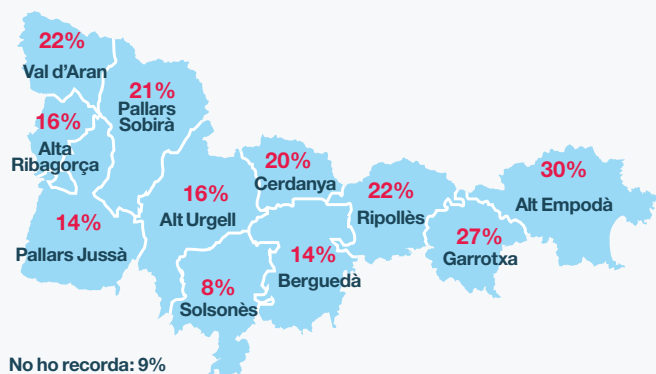 22%
Val d'Aran
21%
Pallars
Sobirà
16%
Alta
Ribagorça
20%
Cerdanya
30%
Alt Empodà
16%
Alt Urgell
22%
Ripollès
14%
Pallars Jussà
27%
Garrotxa
14%
Berguedà
8%
Solsonès
No ho recorda: 9%